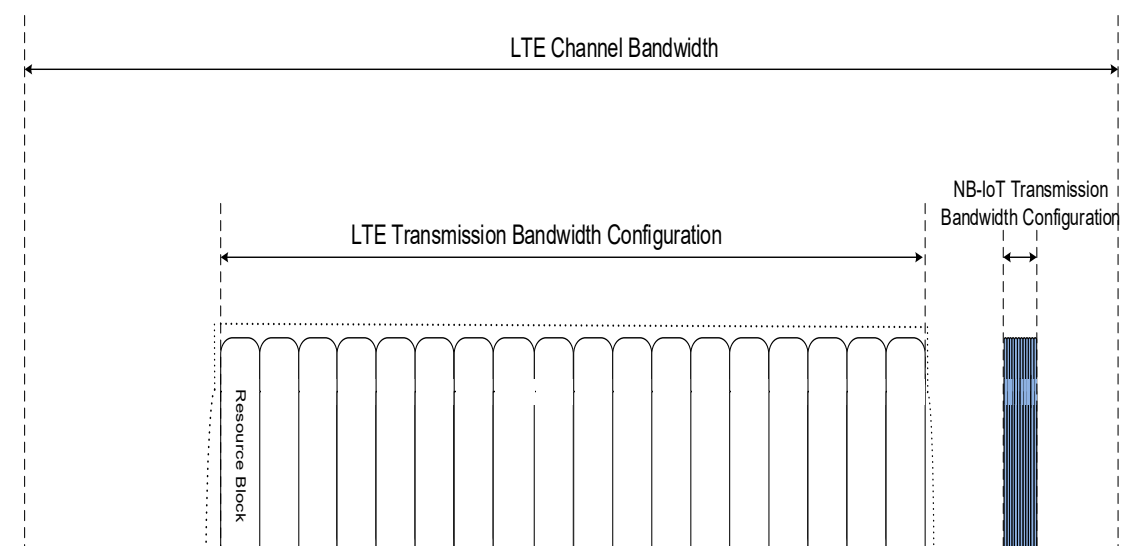 LTE Channel Bandwidth
NB-IoT Transmission
Bandwidth Configuration
LTE Transmission Bandwidth Configuration
Resource Block